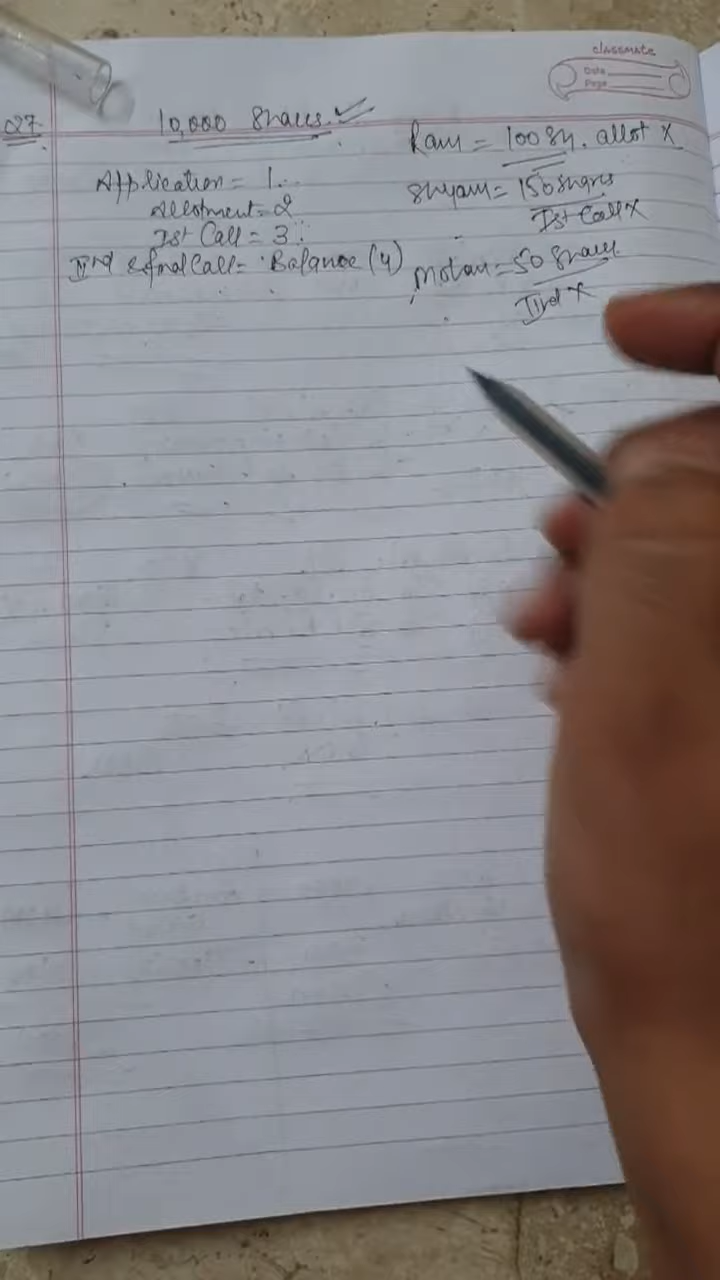 classmate
Date
Page
Q7
10,000 Shares
Application = 1
Allotment = 2
Ist Call = 3
IInd & final Call = Balance (4)
Ram = 100 Sh. allot X
Shyam = 150 Shares
Ist Call X
Mohan = 50 Shares
IInd X